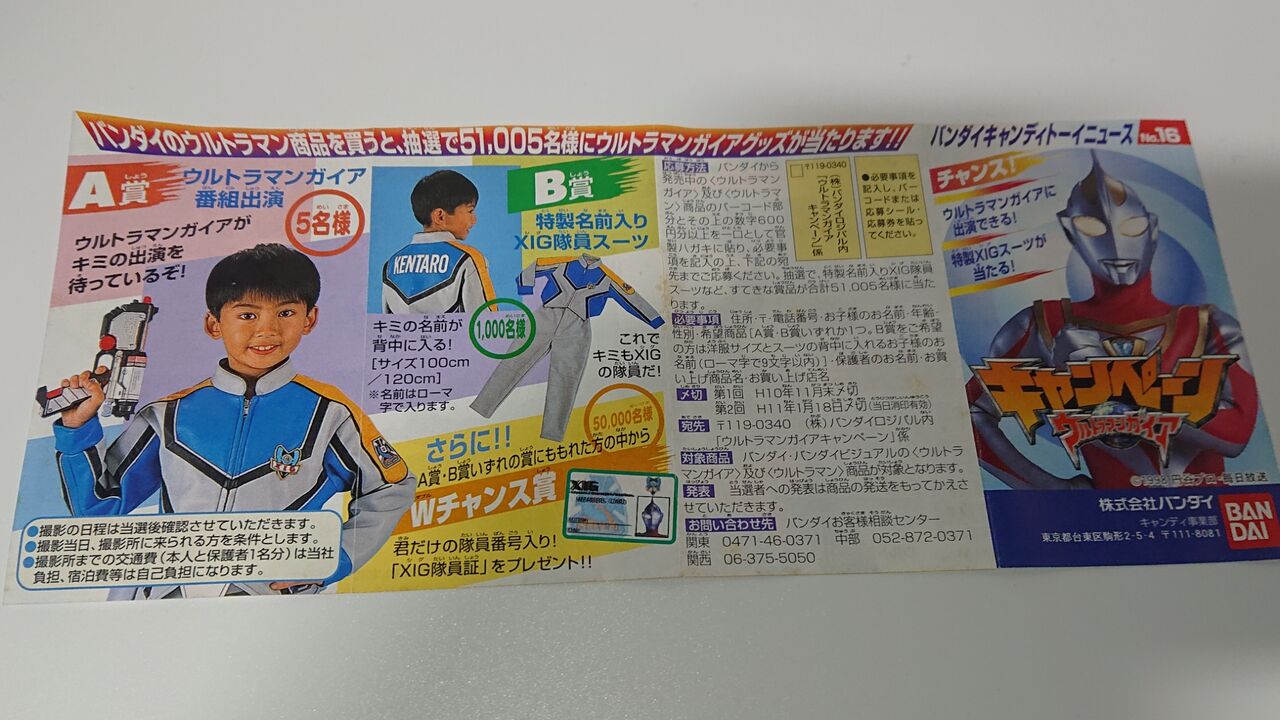 バンダイのウルトラマン商品を買うと、抽選で51,005名様にウルトラマンガイアグッズが当たります!!
A賞
ウルトラマンガイア
番組出演
5名様
ウルトラマンガイアが
キミの出演を
待っているぞ!
●撮影の日程は当選後確認させていただきます。
●撮影当日、撮影所に来られる方を条件とします。
●撮影所までの交通費(本人と保護者1名分)は当社
負担、宿泊費等は自己負担になります。
B賞
特製名前入り
XIG隊員スーツ
KENTARO
1,000名様
キミの名前が
背中に入る!
[サイズ100cm
/120cm]
※名前はローマ
字で入ります。
これで
キミもXIG
の隊員だ!
50,000名様
さらに!!
A賞・B賞いずれの賞にももれた方の中から
Wチャンス賞
君だけの隊員番号入り!
「XIG隊員証」をプレゼント!!
XIG
応募方法 バンダイから
発売中の〈ウルトラマン
ガイア〉及び〈ウルトラマ
ン〉商品のバーコード部
分とその上の数字600
円分以上を一口として官
製ハガキに貼り、必要事
項を記入の上、下記の宛
先までご応募ください。抽選で、特製名前入りXIG隊員
スーツなど、すてきな賞品が合計51,005名様に当た
ります。
〒119-0340
(株)バンダイロジパル内
「ウルトラマンガイア
キャンペーン」係
●必要事項を
記入し、バー
コードまたは
応募シール・
応募券を貼っ
てください。
必要事項 住所・〒・電話番号・お子様のお名前・年齢・
性別・希望商品[A賞・B賞いずれか1つ。B賞をご希望
の方は洋服サイズとスーツの背中に入れるお子様のお
名前(ローマ字で9文字以内)]・保護者のお名前・お買
い上げ商品名・お買い上げ店名
〆切 第1回 H10年11月末〆切
第2回 H11年1月18日〆切(当日消印有効)
宛先 〒119-0340 (株)バンダイロジパル内
「ウルトラマンガイアキャンペーン」係
対象商品 バンダイ・バンダイビジュアルの〈ウルトラ
マンガイア〉及び〈ウルトラマン〉商品が対象となります。
発表 当選者への発表は商品の発送をもってかえさ
せていただきます。
お問い合わせ先 バンダイお客様相談センター
関東 0471-46-0371 中部 052-872-0371
関西 06-375-5050
バンダイキャンディトーイニュース No.16
チャンス!
ウルトラマンガイアに
出演できる!
特製XIGスーツが
当たる!
キャンペーン
ウルトラマンガイア
©1998 円谷プロ・毎日放送
株式会社バンダイ
キャンディ事業部
東京都台東区駒形2-5-4 〒111-8081
BAN
DAI